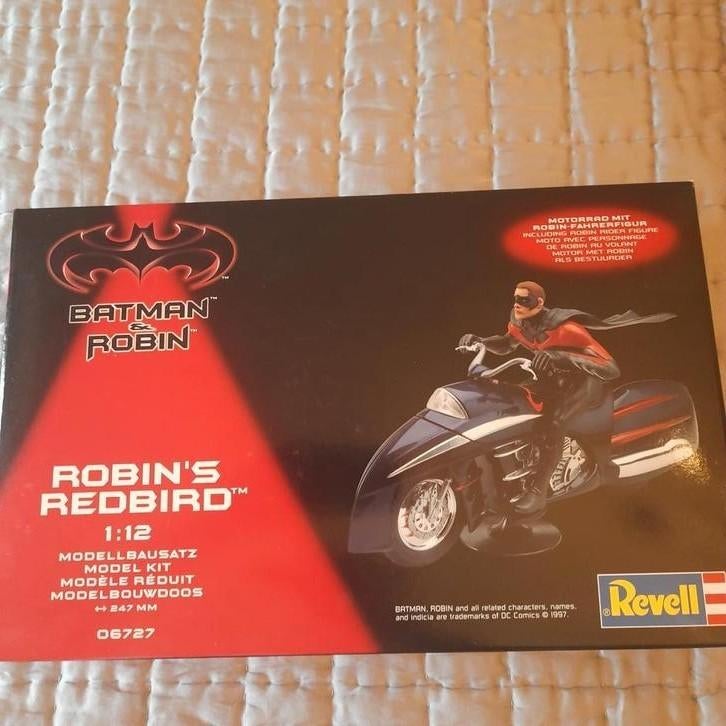 BATMAN™
&
ROBIN™
MOTORRAD MIT
ROBIN-FAHRERFIGUR
INCLUDING ROBIN RIDER FIGURE
MOTO AVEC PERSONNAGE
DE ROBIN AU VOLANT
MOTOR MET ROBIN
ALS BESTUURDER
ROBIN'S
REDBIRD™
1:12
MODELLBAUSATZ
MODEL KIT
MODÈLE RÉDUIT
MODELBOUWDOOS
↔ 247 MM
06727
BATMAN, ROBIN and all related characters, names,
and indicia are trademarks of DC Comics © 1997.
®Revell